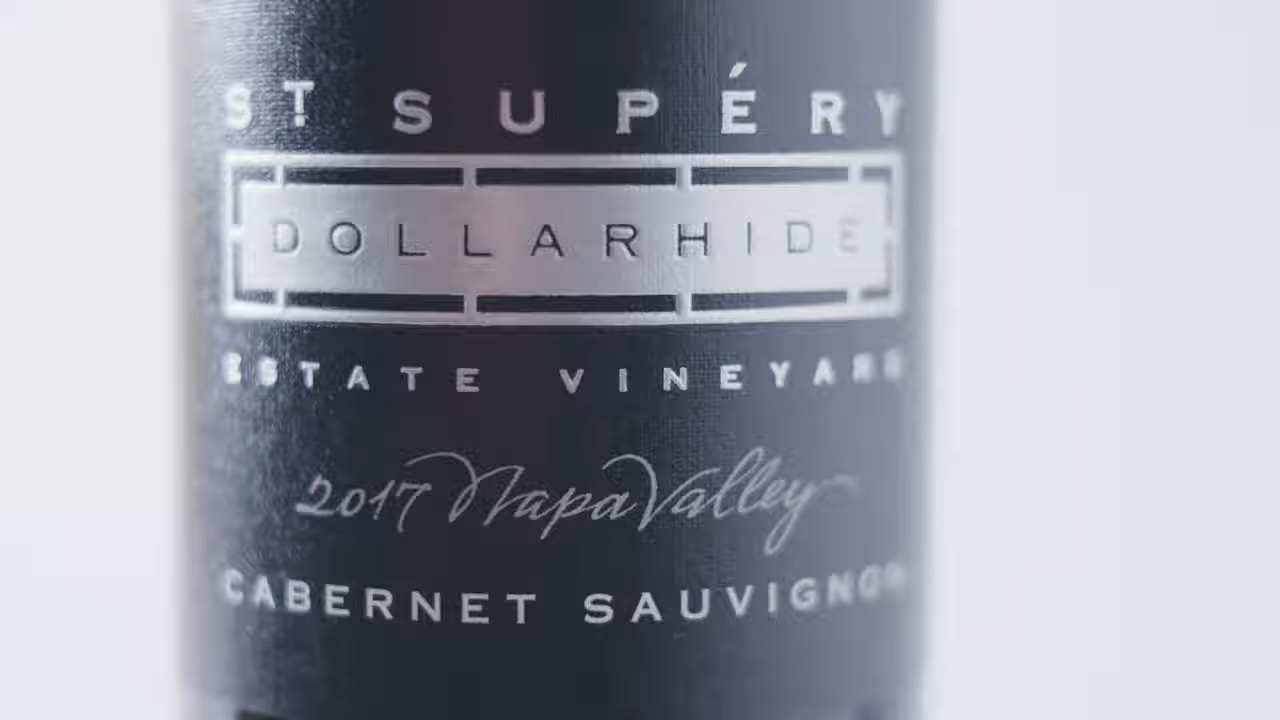 ST SUPÉRY
DOLLARHIDE
ESTATE VINEYARD
2017 Napa Valley
CABERNET SAUVIGNON